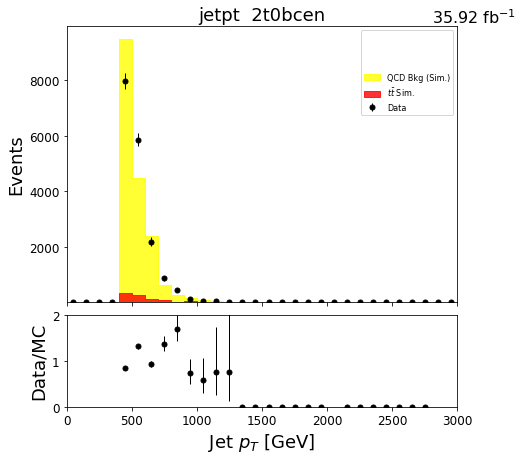 jetpt 2t0bcen
35.92 fb⁻¹
QCD Bkg (Sim.)
tt̄ Sim.
Data
Events
8000
6000
4000
2000
Data/MC
2
1
0
0 500 1000 1500 2000 2500 3000
Jet p_T [GeV]